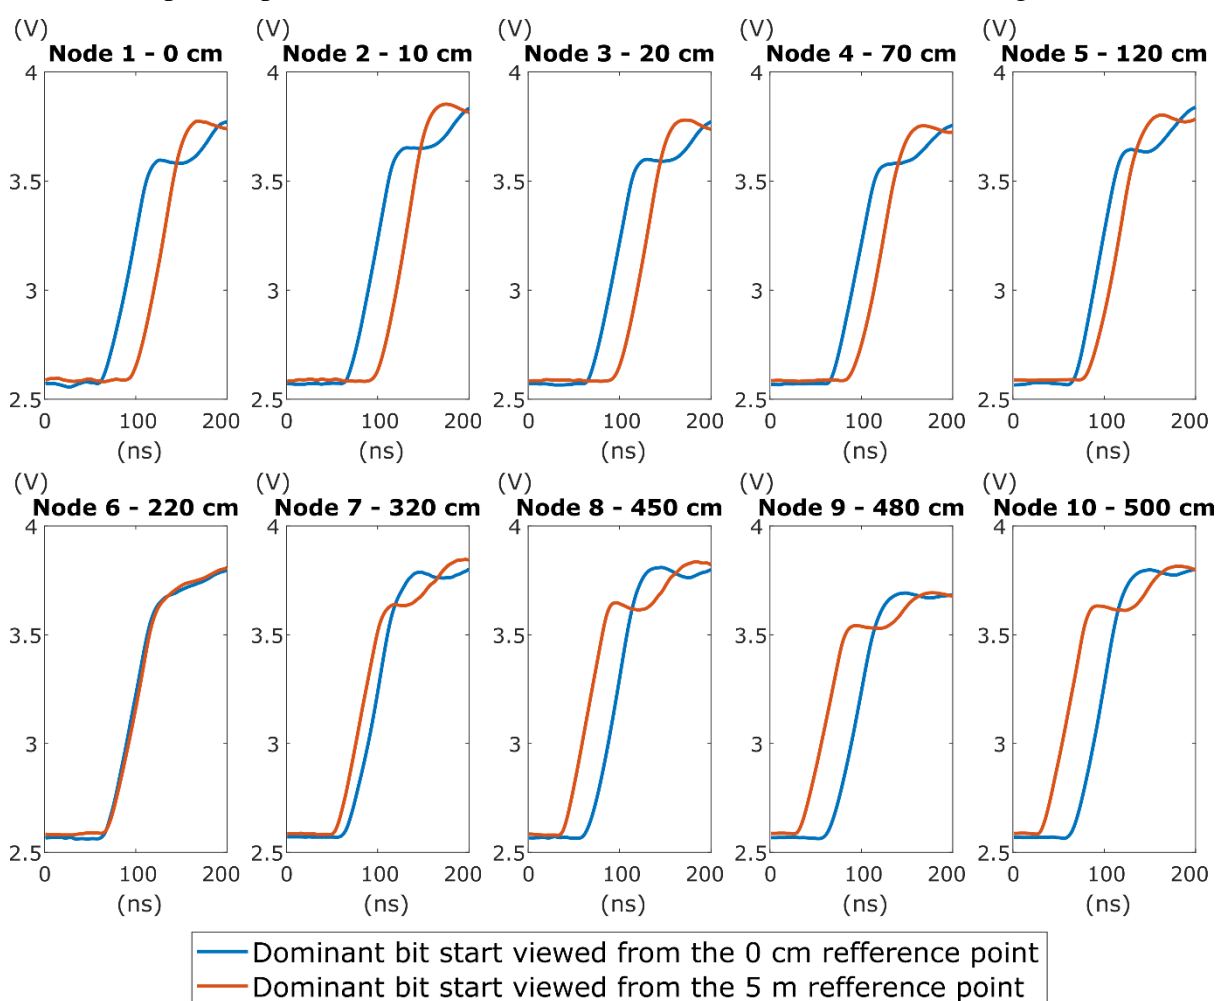 (V) (V) (V) (V) (V)
Node 1 - 0 cm Node 2 - 10 cm Node 3 - 20 cm Node 4 - 70 cm Node 5 - 120 cm
4 4 4 4 4
3.5 3.5 3.5 3.5 3.5
3 3 3 3 3
2.5 2.5 2.5 2.5 2.5
0 100 200 0 100 200 0 100 200 0 100 200 0 100 200
(ns) (ns) (ns) (ns) (ns)
(V) (V) (V) (V) (V)
Node 6 - 220 cm Node 7 - 320 cm Node 8 - 450 cm Node 9 - 480 cm Node 10 - 500 cm
4 4 4 4 4
3.5 3.5 3.5 3.5 3.5
3 3 3 3 3
2.5 2.5 2.5 2.5 2.5
0 100 200 0 100 200 0 100 200 0 100 200 0 100 200
(ns) (ns) (ns) (ns) (ns)
Dominant bit start viewed from the 0 cm refference point
Dominant bit start viewed from the 5 m refference point